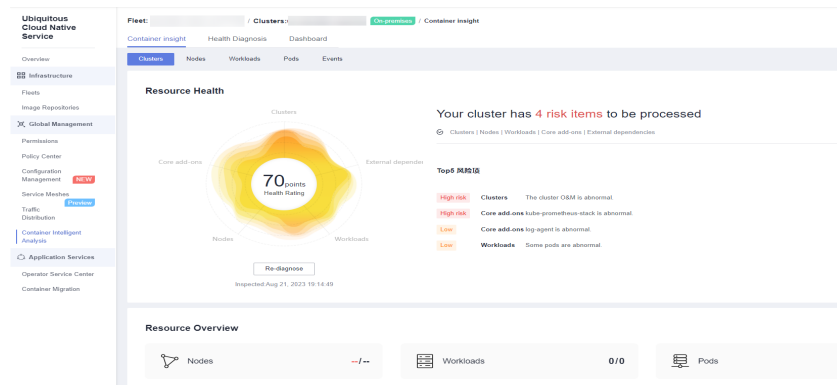 Ubiquitous
Cloud Native
Service
Overview
Infrastructure
Fleets
Image Repositories
Global Management
Permissions
Policy Center
Configuration
Management NEW
Service Meshes
Preview
Traffic
Distribution
Container Intelligent
Analysis
Application Services
Operator Service Center
Container Migration
Fleet: / Clusters: On-premises / Container insight
Container insight Health Diagnosis Dashboard
Clusters Nodes Workloads Pods Events
Resource Health
Clusters
Core add-ons
External dependei
70 points
Health Rating
Nodes
Workloads
Re-diagnose
Inspected:Aug 21, 2023 19:14:49
Your cluster has 4 risk items to be processed
Clusters | Nodes | Workloads | Core add-ons | External dependencies
Top5 风险项
High risk Clusters The cluster O&M is abnormal.
High risk Core add-ons kube-prometheus-stack is abnormal.
Low Core add-ons log-agent is abnormal.
Low Workloads Some pods are abnormal.
Resource Overview
Nodes --/--
Workloads 0/0
Pods